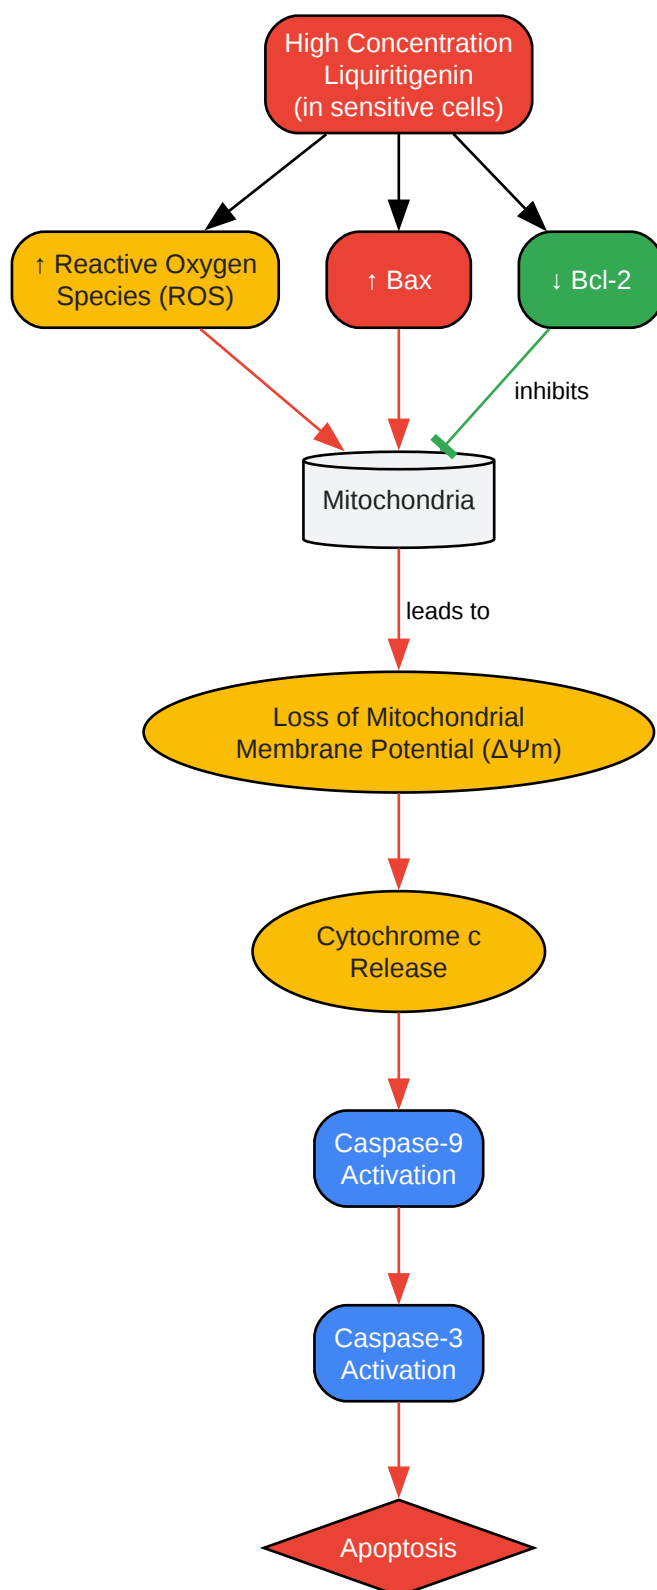 High Concentration
Liquiritigenin
(in sensitive cells)
↑ Reactive Oxygen
Species (ROS)
↑ Bax
↓ Bcl-2
inhibits
Mitochondria
leads to
Loss of Mitochondrial
Membrane Potential (ΔΨm)
Cytochrome c
Release
Caspase-9
Activation
Caspase-3
Activation
Apoptosis